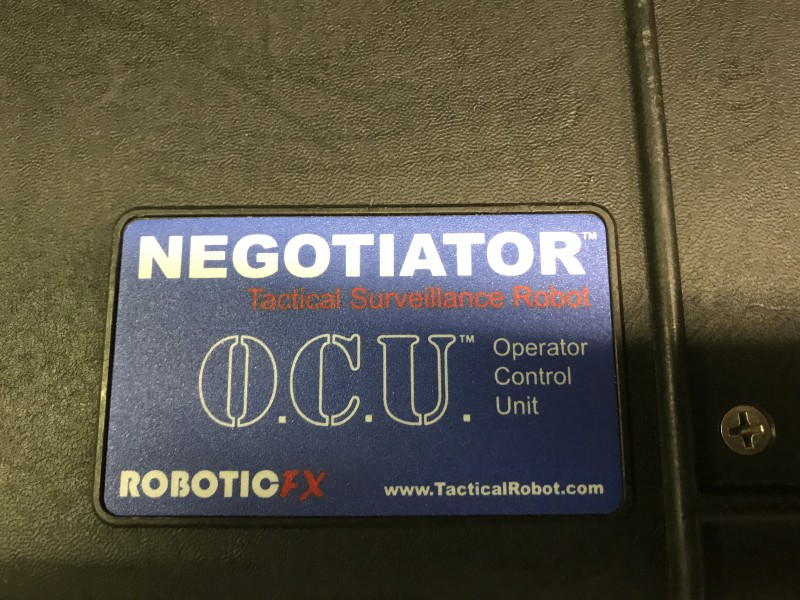 NEGOTIATOR™
Tactical Surveillance Robot
O.C.U.™
Operator
Control
Unit
ROBOTICFX
www.TacticalRobot.com